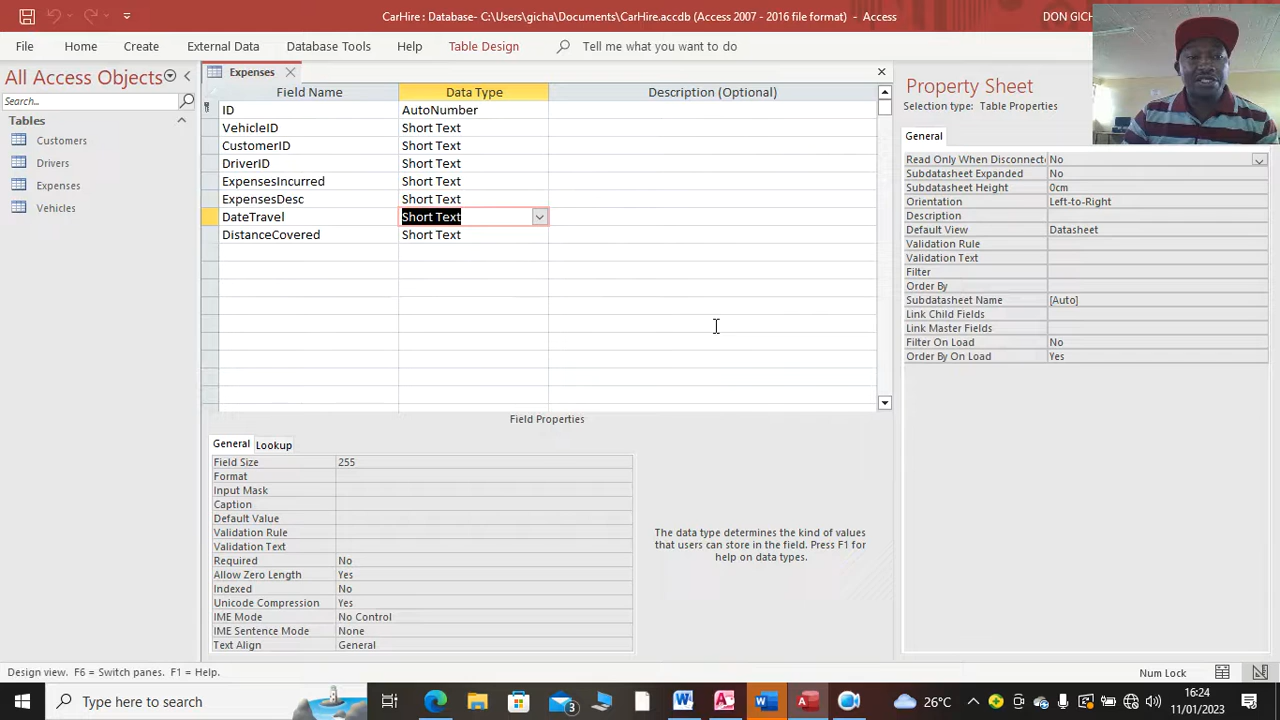 CarHire : Database- C:\Users\gicha\Documents\CarHire.accdb (Access 2007 - 2016 file format) - Access
DON GICH
File Home Create External Data Database Tools Help Table Design Tell me what you want to do
All Access Objects
Search...
Tables
Customers
Drivers
Expenses
Vehicles
Expenses
Field Name Data Type Description (Optional)
ID AutoNumber
VehicleID Short Text
CustomerID Short Text
DriverID Short Text
ExpensesIncurred Short Text
ExpensesDesc Short Text
DateTravel Short Text
DistanceCovered Short Text
Field Properties
General Lookup
Field Size 255
Format
Input Mask
Caption
Default Value
Validation Rule
Validation Text
Required No
Allow Zero Length Yes
Indexed No
Unicode Compression Yes
IME Mode No Control
IME Sentence Mode None
Text Align General
The data type determines the kind of values
that users can store in the field. Press F1 for
help on data types.
Property Sheet
Selection type: Table Properties
General
Read Only When Disconnect No
Subdatasheet Expanded No
Subdatasheet Height 0cm
Orientation Left-to-Right
Description
Default View Datasheet
Validation Rule
Validation Text
Filter
Order By
Subdatasheet Name [Auto]
Link Child Fields
Link Master Fields
Filter On Load No
Order By On Load Yes
Design view. F6 = Switch panes. F1 = Help.
Num Lock
Type here to search
3
26°C
16:24
11/01/2023